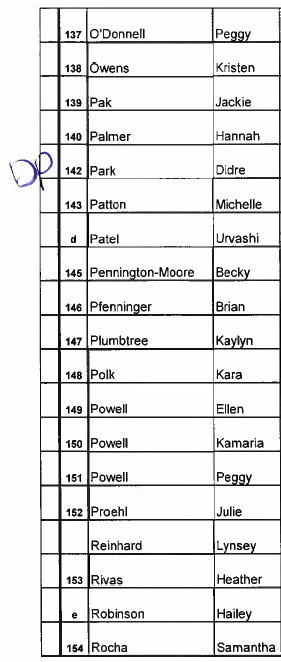 137 O'Donnell Peggy
138 Owens Kristen
139 Pak Jackie
140 Palmer Hannah
DP 142 Park Didre
143 Patton Michelle
d Patel Urvashi
145 Pennington-Moore Becky
146 Pfenninger Brian
147 Plumbtree Kaylyn
148 Polk Kara
149 Powell Ellen
150 Powell Kamaria
151 Powell Peggy
152 Proehl Julie
Reinhard Lynsey
153 Rivas Heather
e Robinson Hailey
154 Rocha Samantha